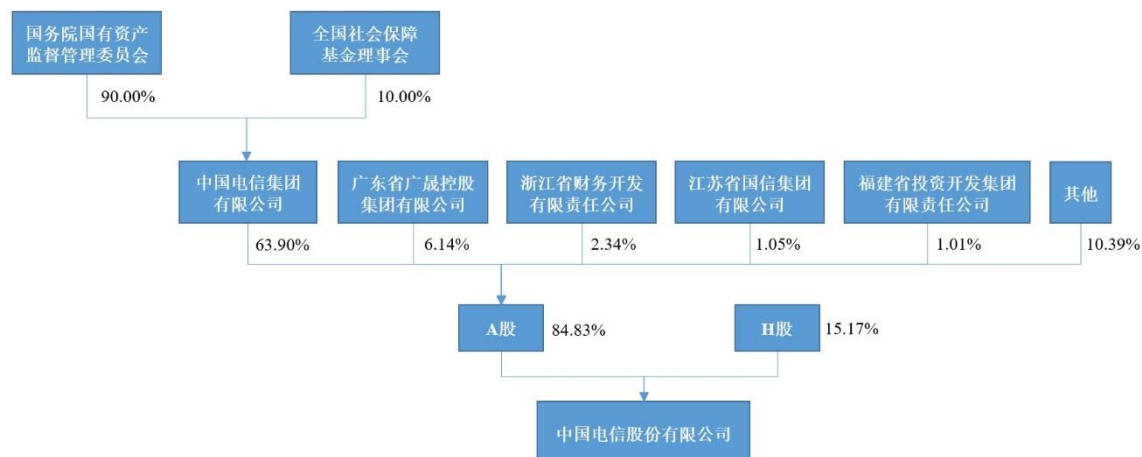 国务院国有资产
监督管理委员会
全国社会保障
基金理事会
90.00%
10.00%
中国电信集团
有限公司
广东省广晟控股
集团有限公司
浙江省财务开发
有限责任公司
江苏省国信集团
有限公司
福建省投资开发集团
有限责任公司
其他
63.90%
6.14%
2.34%
1.05%
1.01%
10.39%
A股
84.83%
H股
15.17%
中国电信股份有限公司